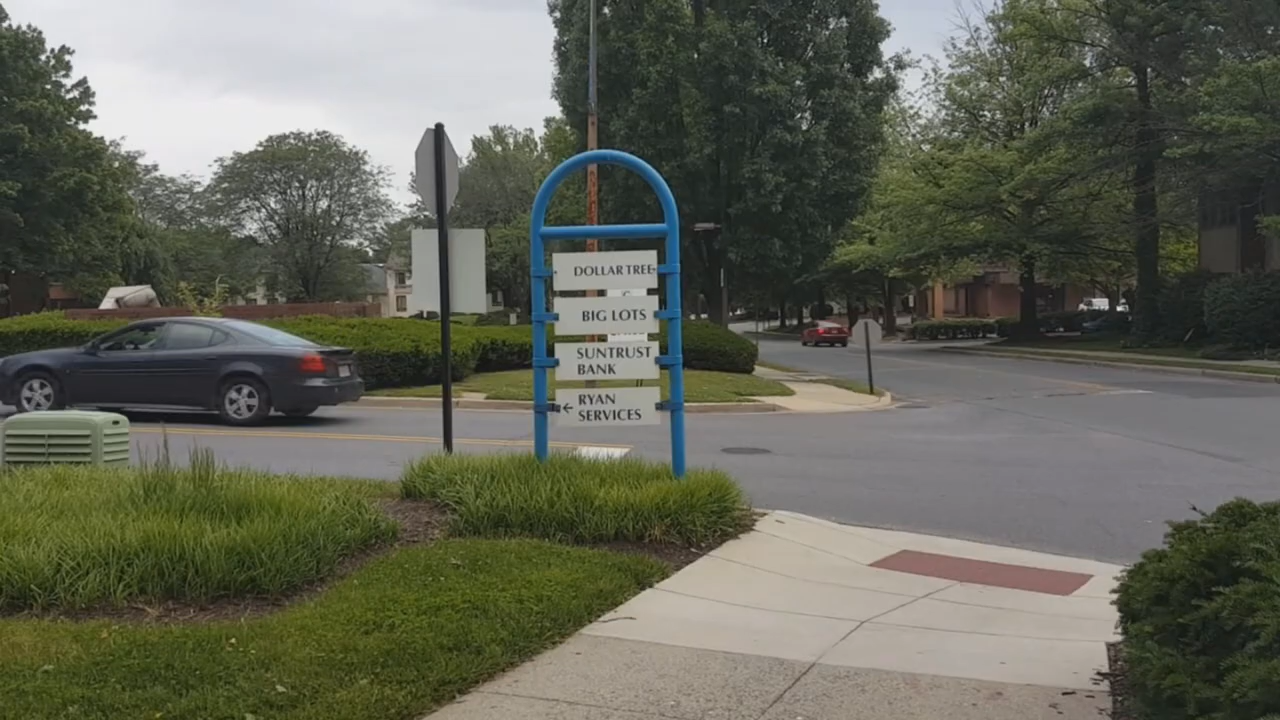 DOLLAR TREE
BIG LOTS
SUNTRUST
BANK
← RYAN
SERVICES